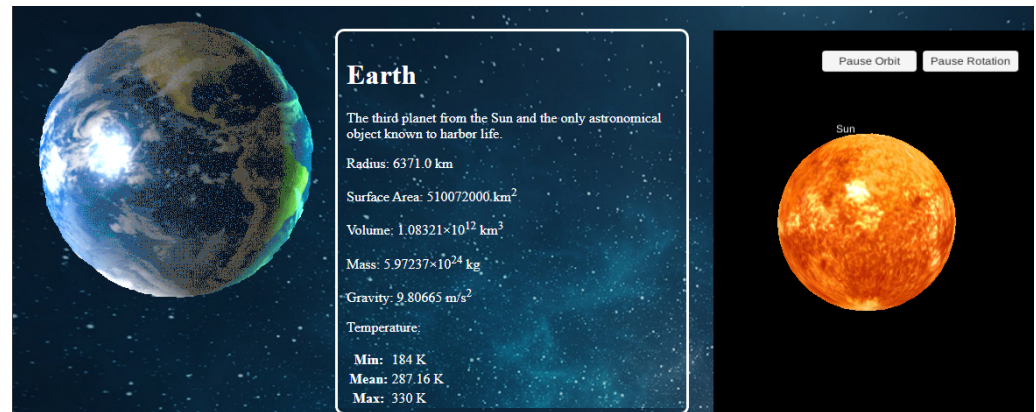 Earth
The third planet from the Sun and the only astronomical
object known to harbor life.
Radius: 6371.0 km
Surface Area: 510072000 km²
Volume: 1.08321×10¹² km³
Mass: 5.97237×10²⁴ kg
Gravity: 9.80665 m/s²
Temperature:
Min: 184 K
Mean: 287.16 K
Max: 330 K
Pause Orbit Pause Rotation
Sun